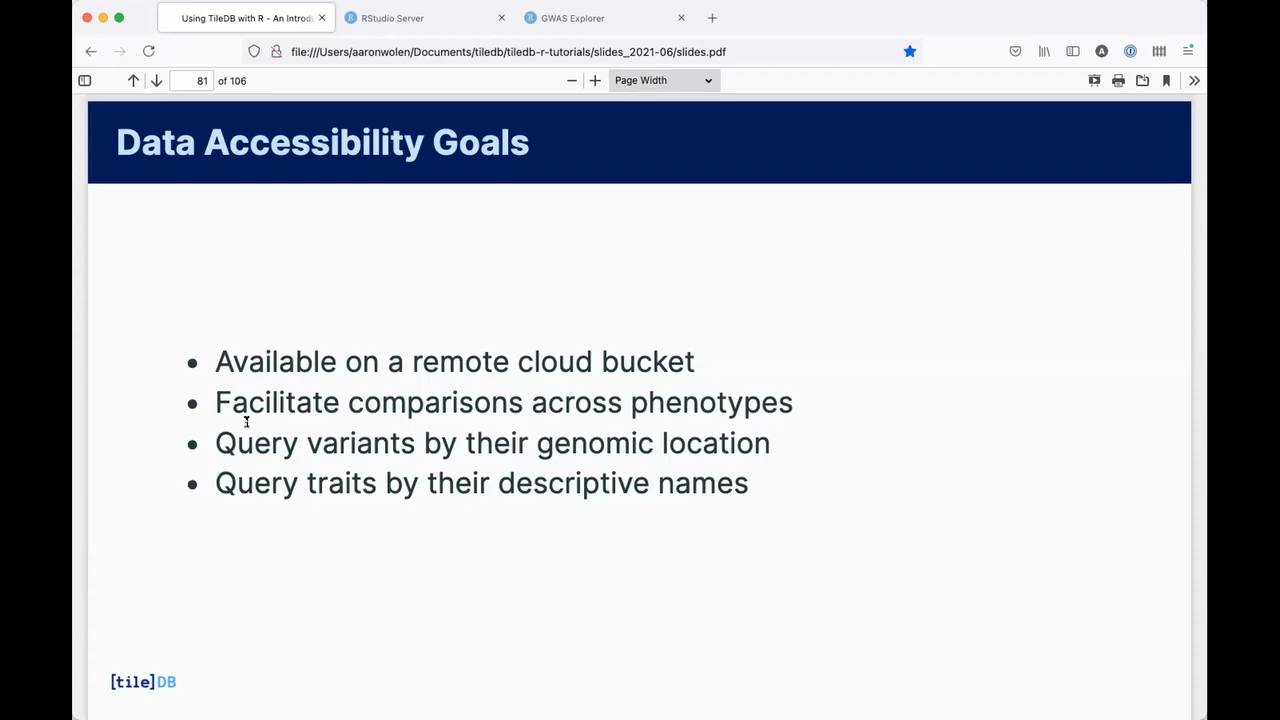 Using TileDB with R - An Introdu
RStudio Server
GWAS Explorer
file:///Users/aaronwolen/Documents/tiledb/tiledb-r-tutorials/slides_2021-06/slides.pdf
81 of 106
Page Width
Data Accessibility Goals
• Available on a remote cloud bucket
• Facilitate comparisons across phenotypes
• Query variants by their genomic location
• Query traits by their descriptive names
[tile]DB